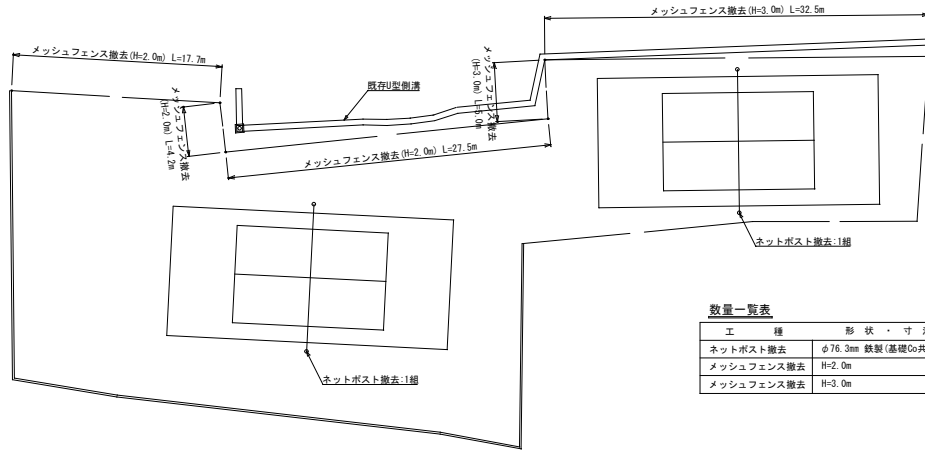 メッシュフェンス撤去(H=3.0m) L=32.5m
メッシュフェンス撤去(H=2.0m) L=17.7m
メッシュフェンス撤去
(H=3.0m) L=5.0m
既存U型側溝
メッシュフェンス撤去
(H=2.0m) L=4.2m
メッシュフェンス撤去(H=2.0m) L=27.5m
ネットポスト撤去:1組
ネットポスト撤去:1組
数量一覧表
工 種 形 状 ・ 寸
ネットポスト撤去 φ76.3mm 鉄製(基礎Co共
メッシュフェンス撤去 H=2.0m
メッシュフェンス撤去 H=3.0m